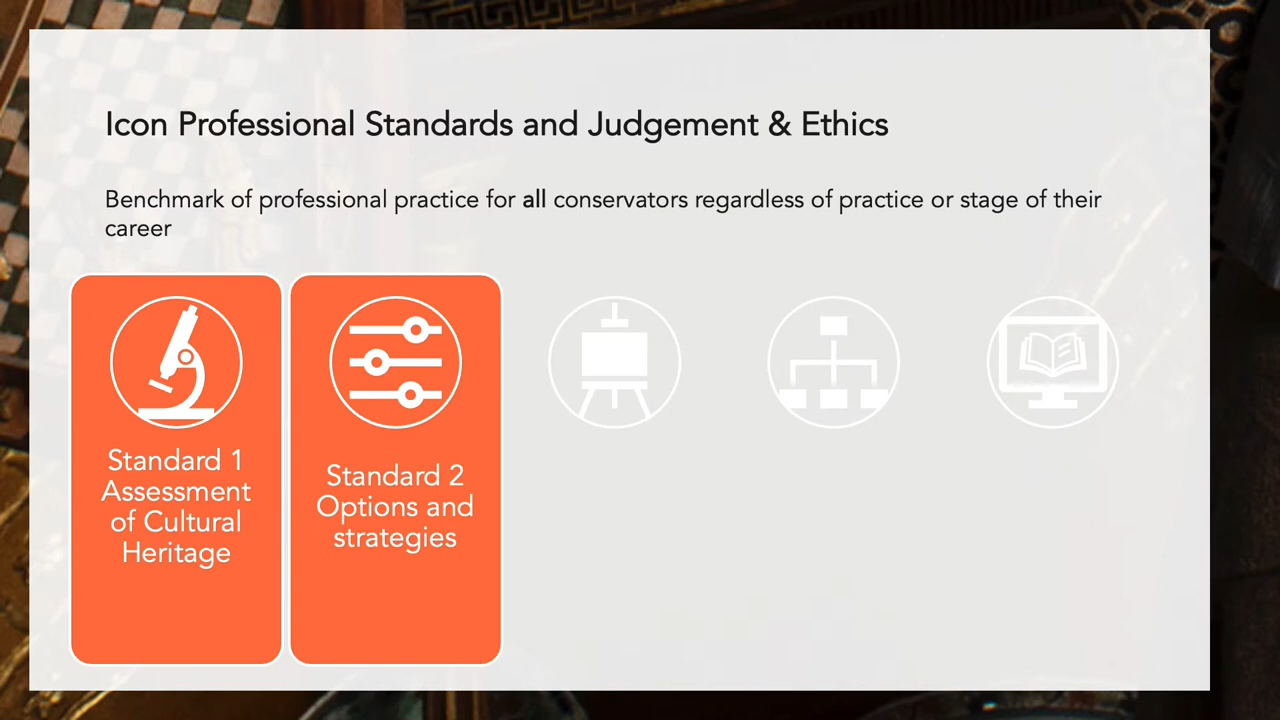 Icon Professional Standards and Judgement & Ethics
Benchmark of professional practice for all conservators regardless of practice or stage of their
career
Standard 1
Assessment
of Cultural
Heritage
Standard 2
Options and
strategies